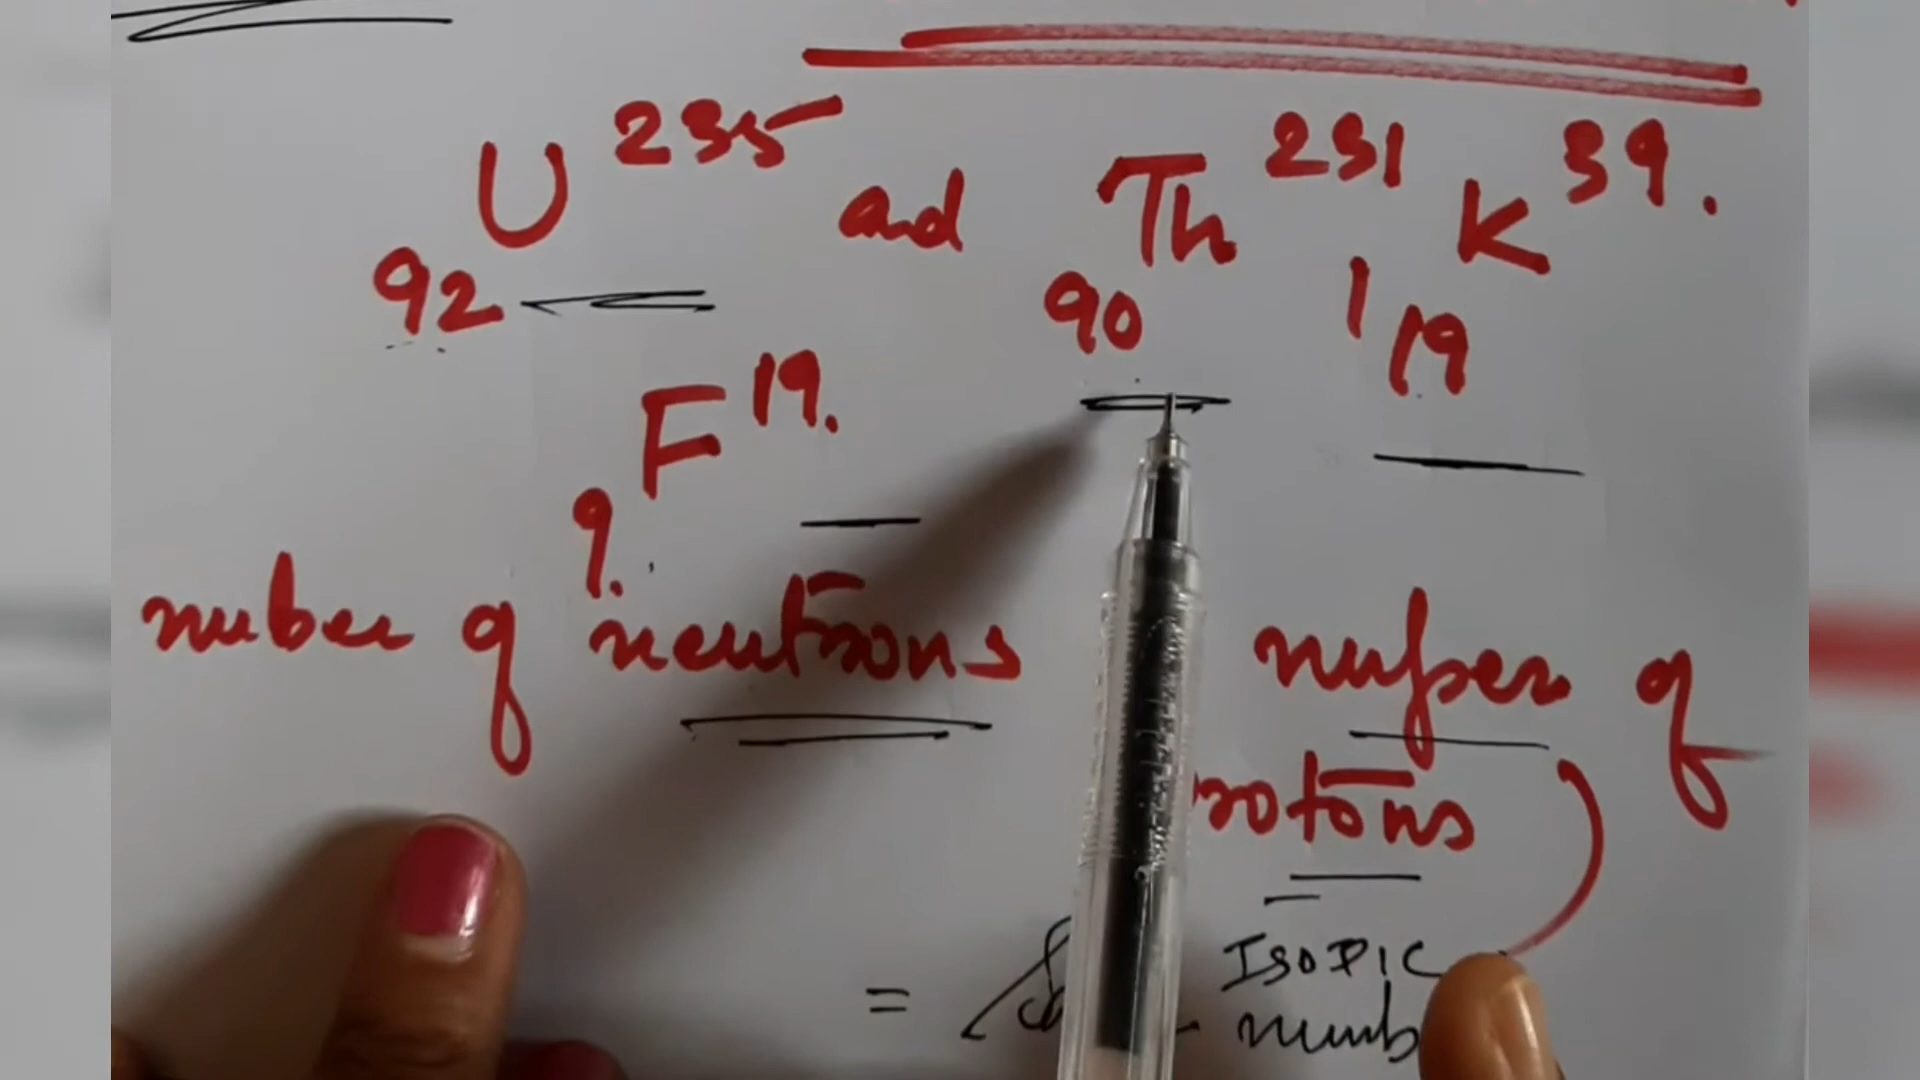 U 235 and Th 231 K 39.
92 90 19
F 19.
9.
nuber of neutrons nuber of
rotons
= ISOPIC
numb